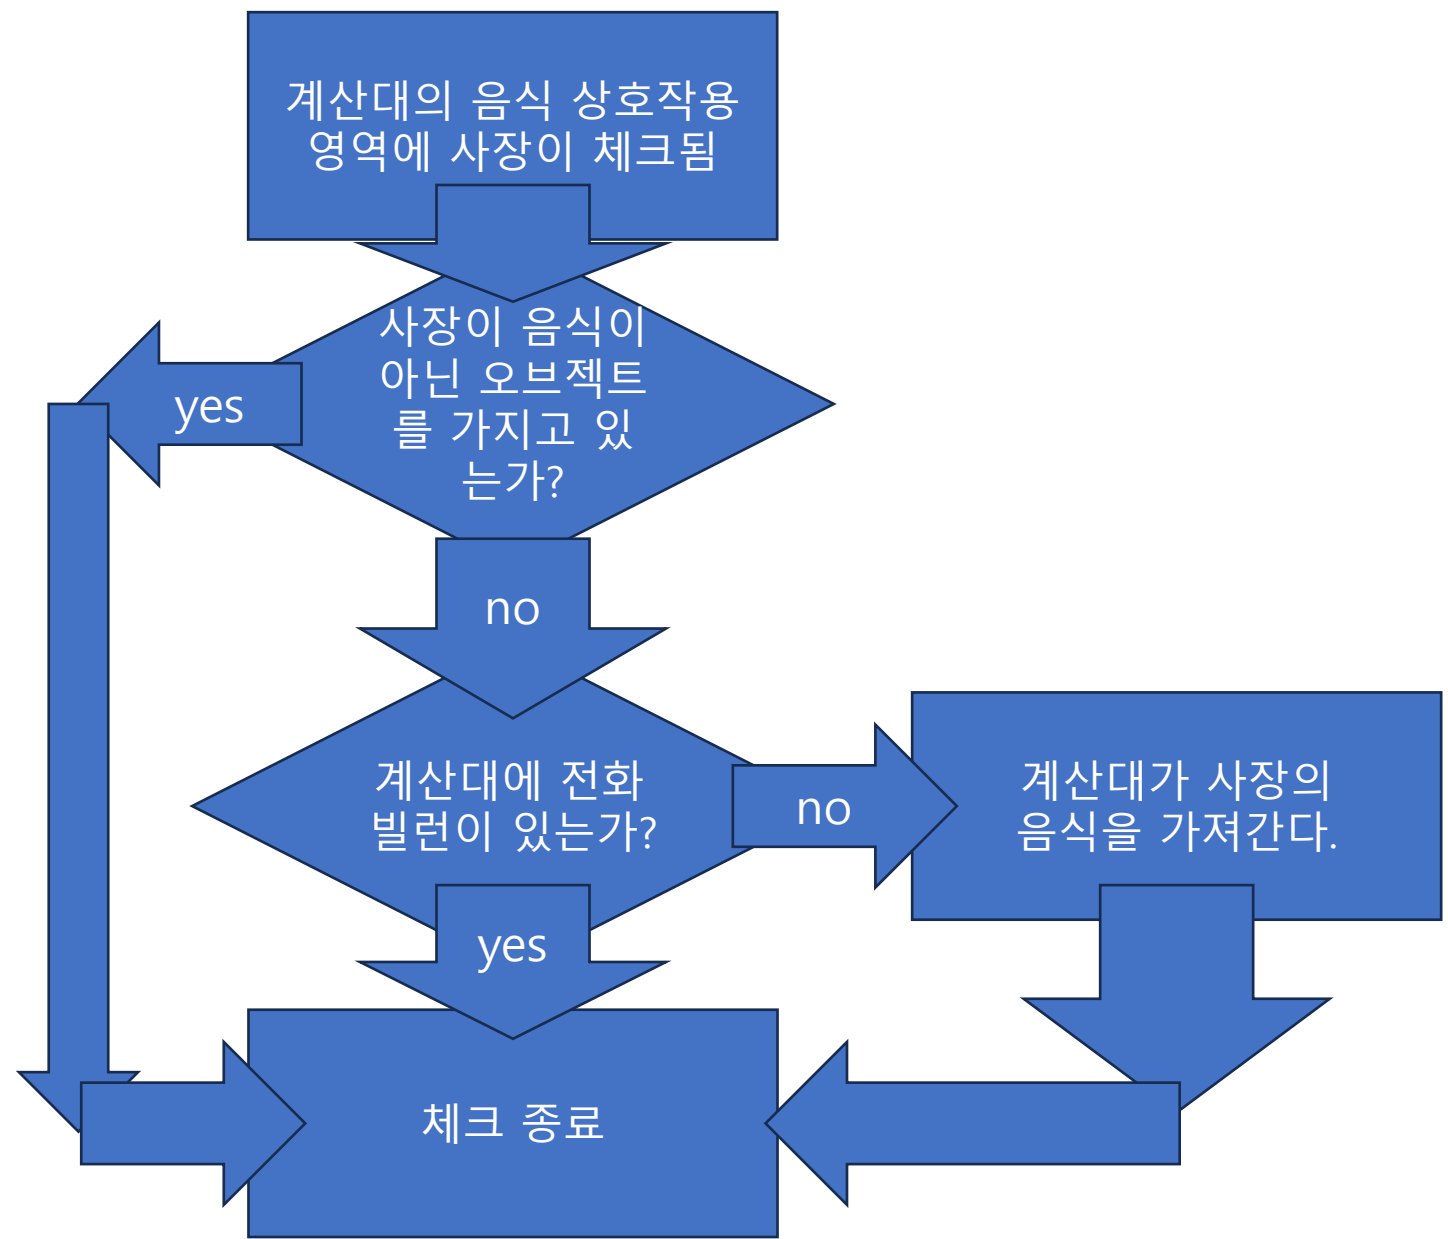 계산대의 음식 상호작용
영역에 사장이 체크됨
사장이 음식이
아닌 오브젝트
를 가지고 있
는가?
yes
no
계산대에 전화
빌런이 있는가?
no
계산대가 사장의
음식을 가져간다.
yes
체크 종료